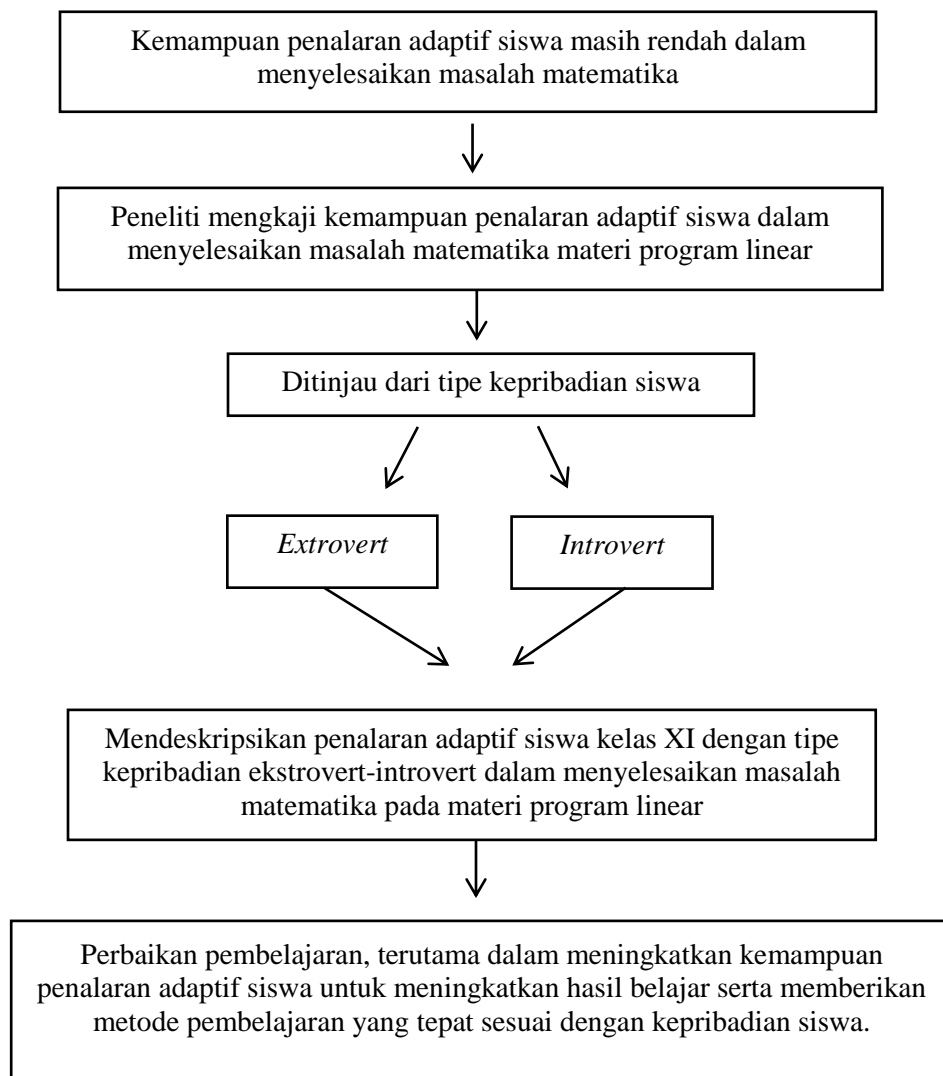 Kemampuan penalaran adaptif siswa masih rendah dalam
menyelesaikan masalah matematika
Peneliti mengkaji kemampuan penalaran adaptif siswa dalam
menyelesaikan masalah matematika materi program linear
Ditinjau dari tipe kepribadian siswa
Extrovert
Introvert
Mendeskripsikan penalaran adaptif siswa kelas XI dengan tipe
kepribadian ekstrovert-introvert dalam menyelesaikan masalah
matematika pada materi program linear
Perbaikan pembelajaran, terutama dalam meningkatkan kemampuan
penalaran adaptif siswa untuk meningkatkan hasil belajar serta memberikan
metode pembelajaran yang tepat sesuai dengan kepribadian siswa.